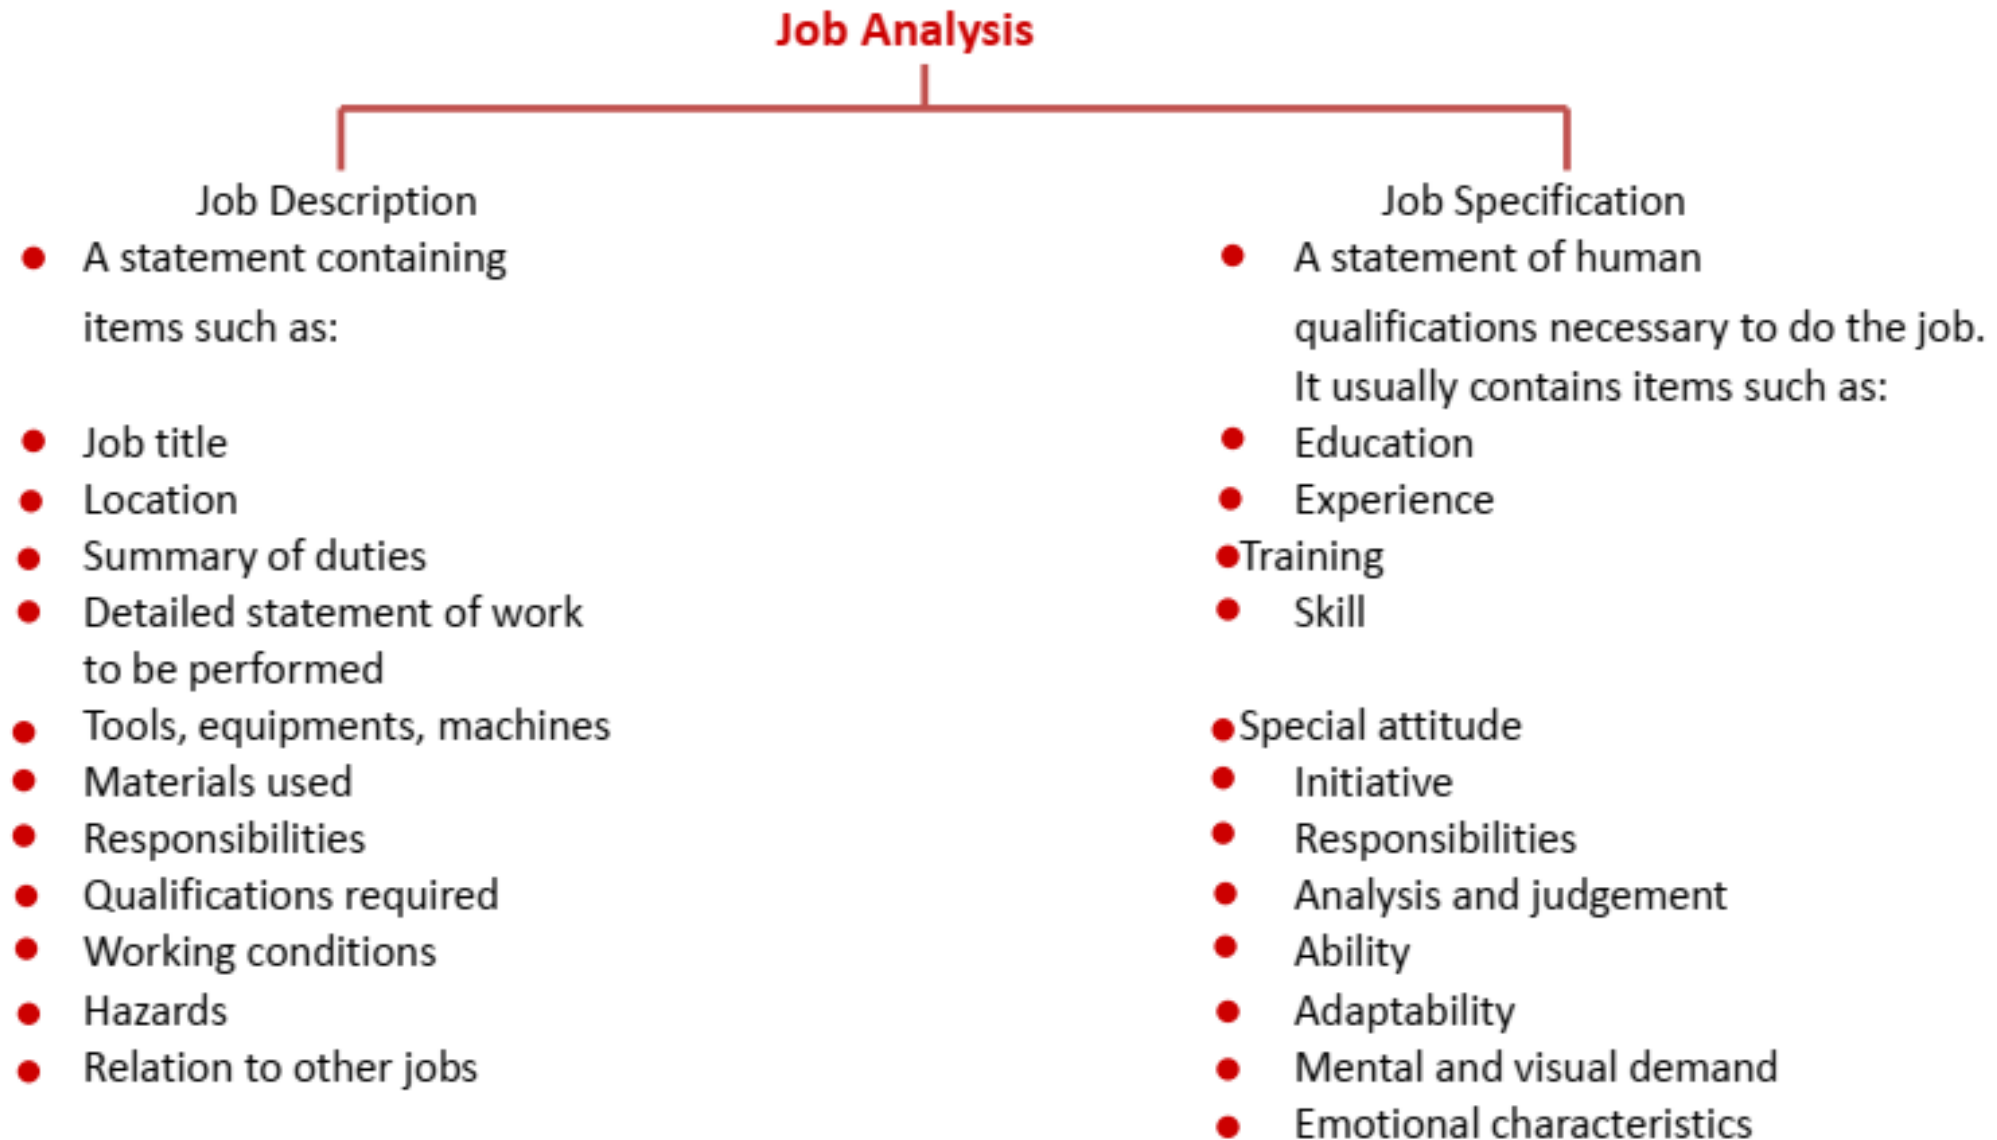 Job Analysis
Job Description
A statement containing
items such as:
Job title
Location
Summary of duties
Detailed statement of work
to be performed
Tools, equipments, machines
Materials used
Responsibilities
Qualifications required
Working conditions
Hazards
Relation to other jobs
Job Specification
A statement of human
qualifications necessary to do the job.
It usually contains items such as:
Education
Experience
Training
Skill
Special attitude
Initiative
Responsibilities
Analysis and judgement
Ability
Adaptability
Mental and visual demand
Emotional characteristics